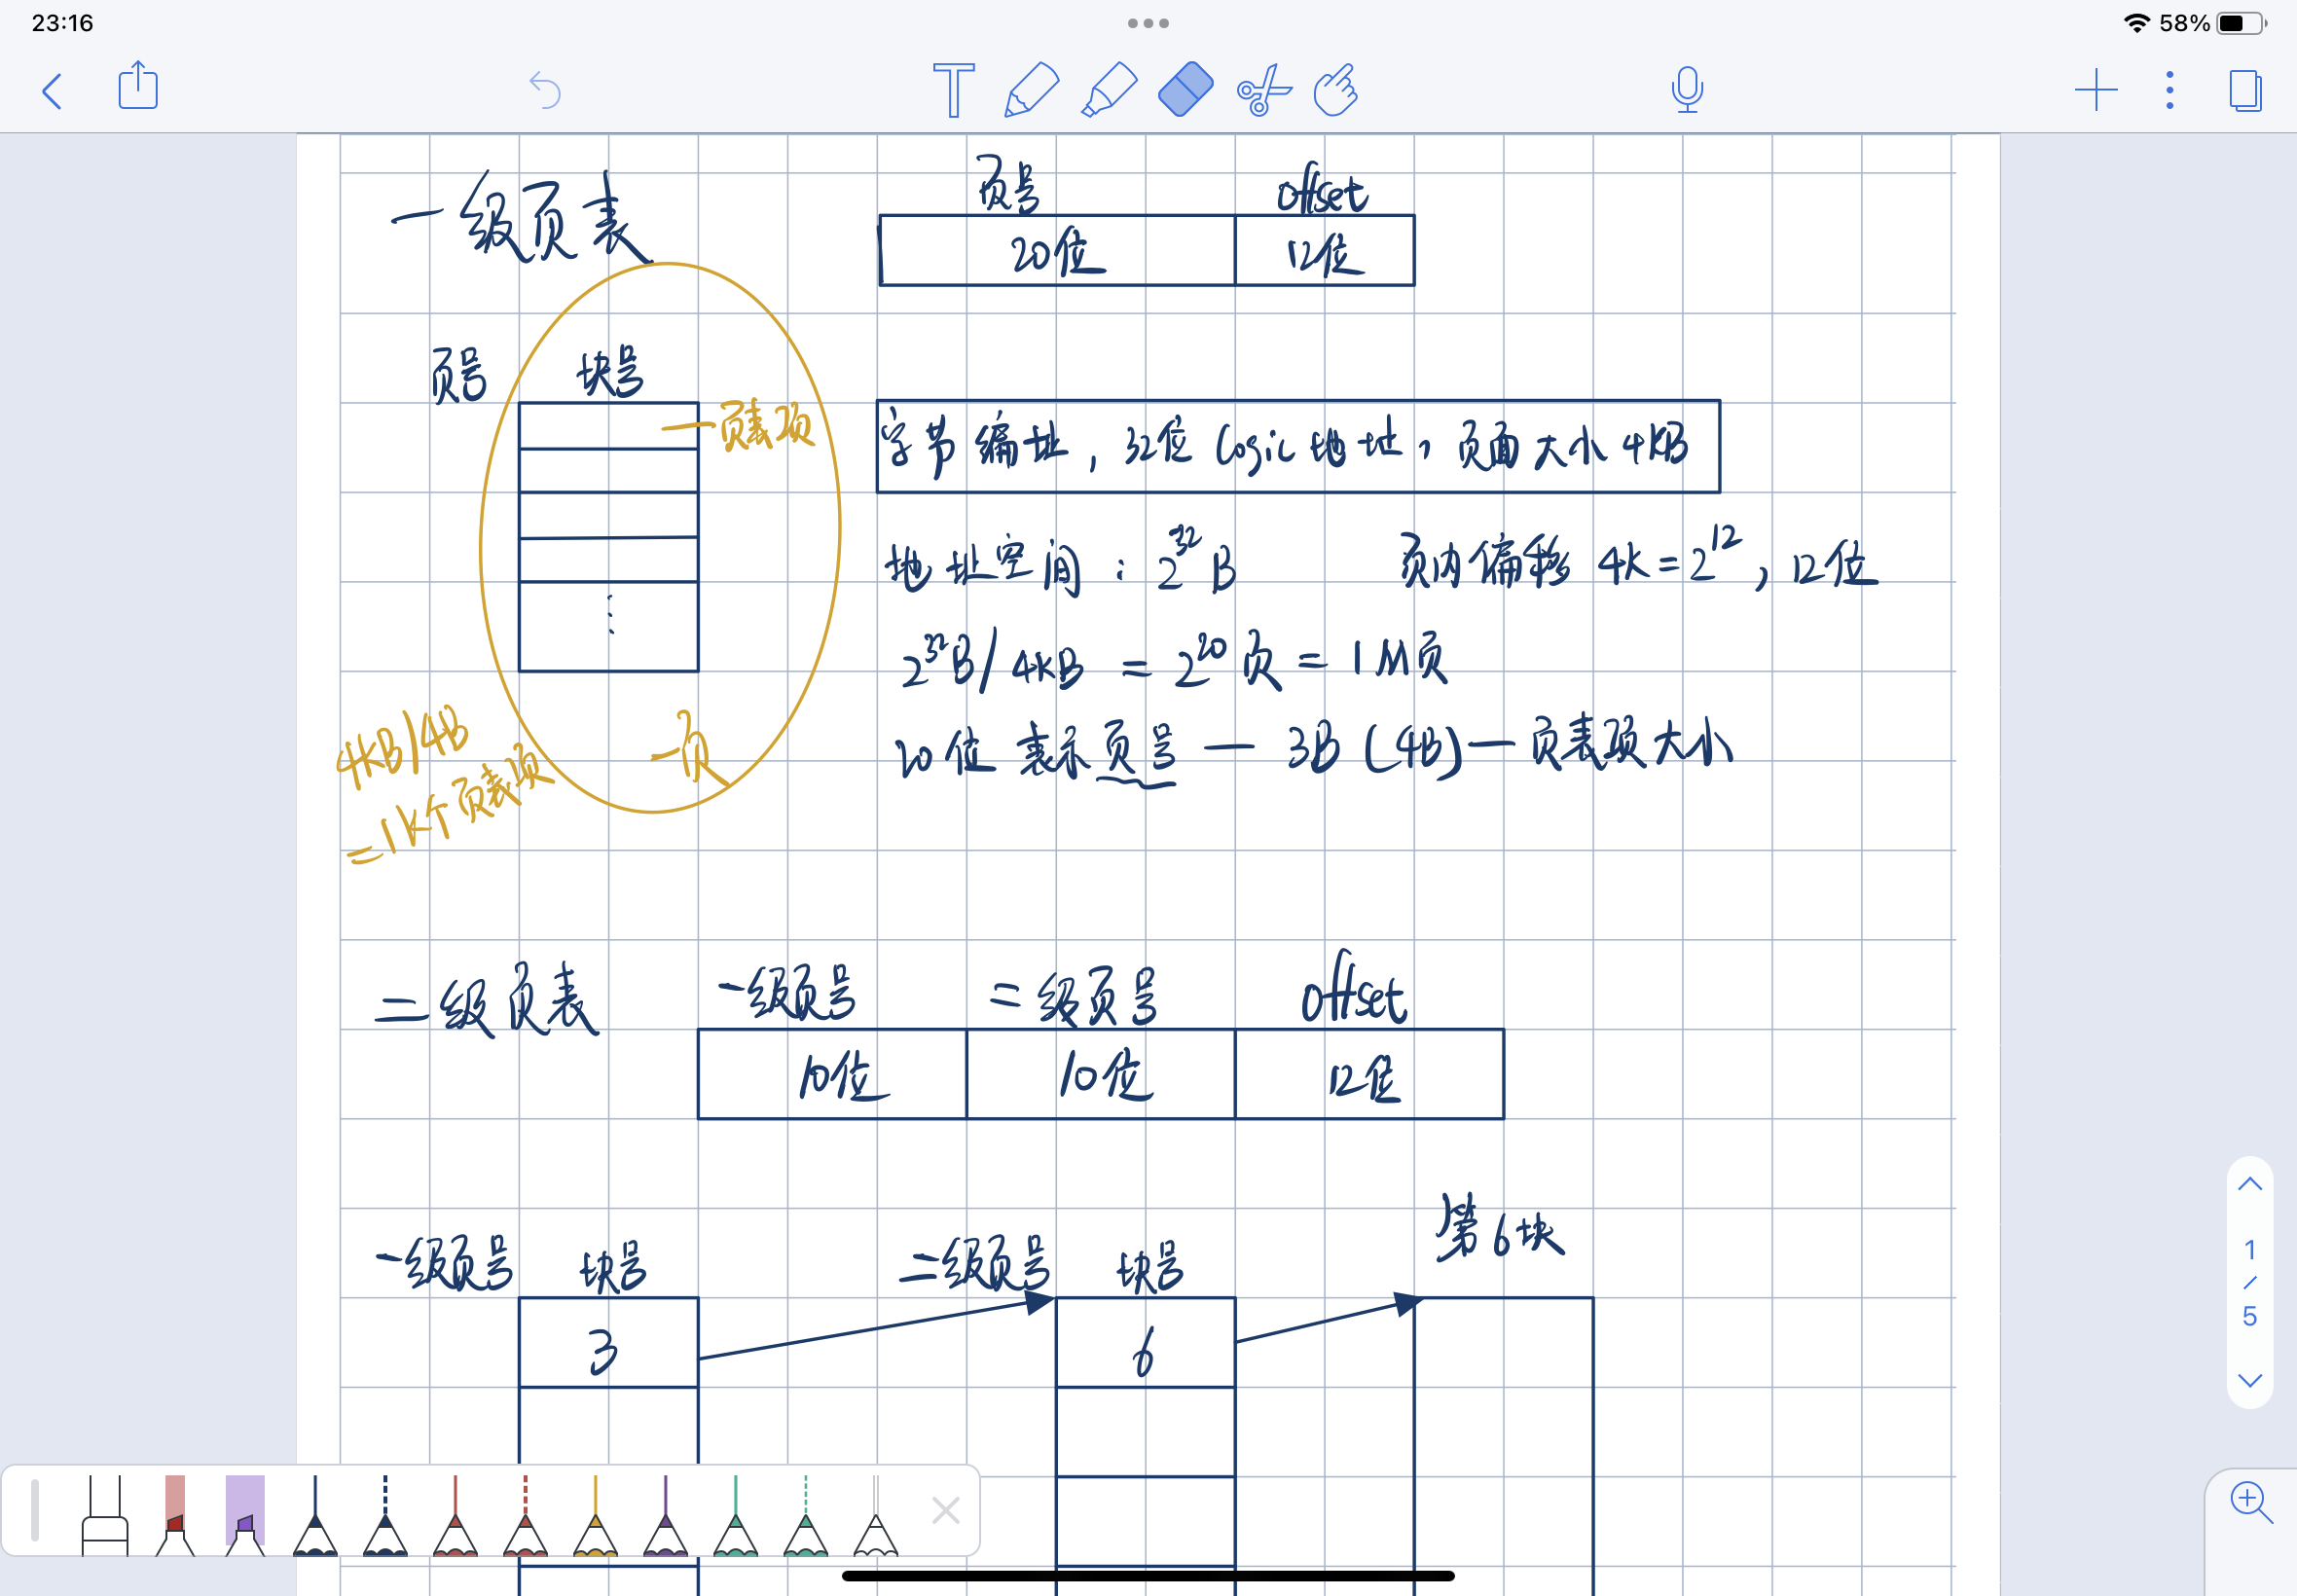 23:16
58%
T
一级页表
页号 offset
20位 12位
页号 块号
一页表项
字节编址，32位 Logic 地址，页面大小 4KB
地址空间：2^32 B 页内偏移 4K=2^12，12位
2^32B/4KB = 2^20页 = 1M页
20位表示页号 — 3B (4B) — 页表项大小
一页
4KB/4B
=1K个页表项
二级页表 一级页号 二级页号 offset
10位 10位 12位
一级页号 块号 二级页号 块号 第6块
3 6
1
/
5